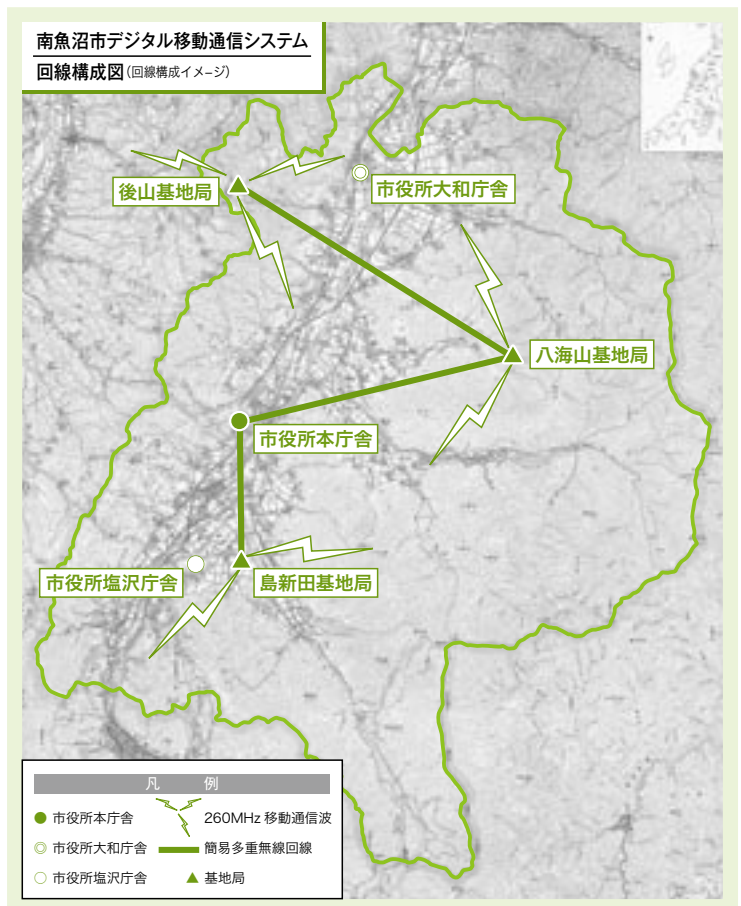 南魚沼市デジタル移動通信システム
回線構成図(回線構成イメージ)
後山基地局
市役所大和庁舎
八海山基地局
市役所本庁舎
市役所塩沢庁舎
島新田基地局
凡 例
市役所本庁舎
260MHz 移動通信波
市役所大和庁舎
簡易多重無線回線
市役所塩沢庁舎
基地局